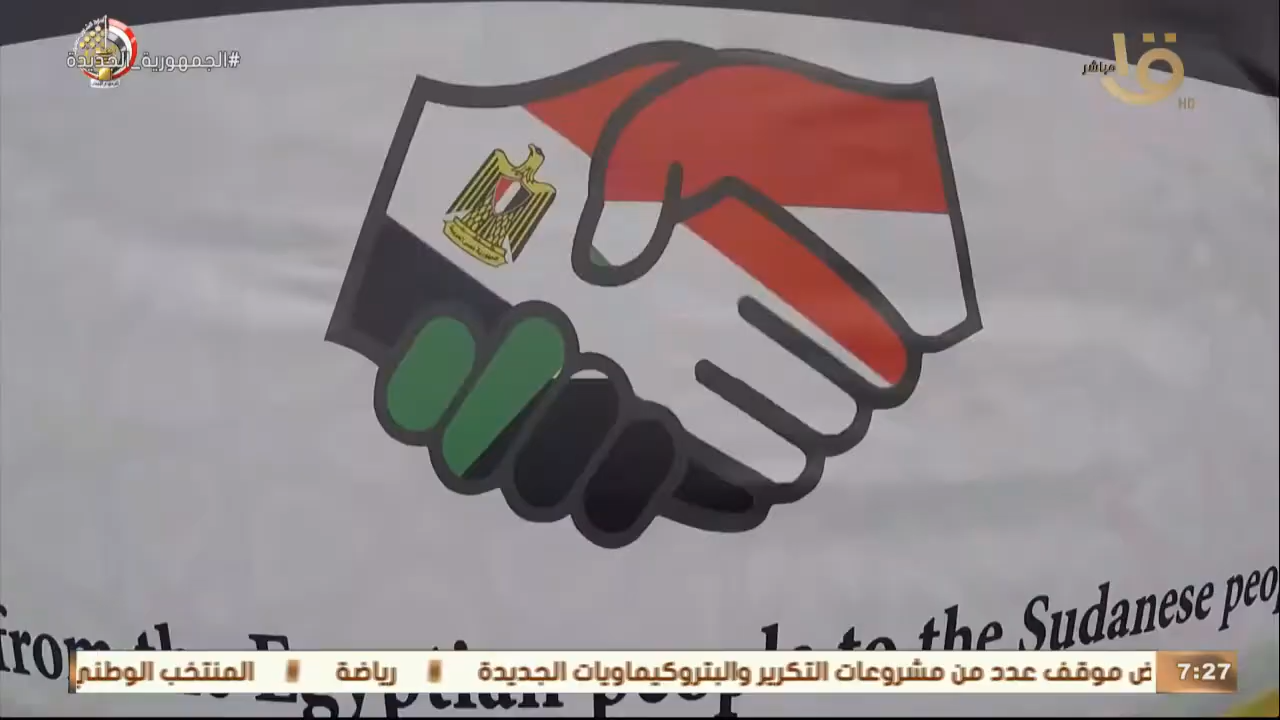 #الجمهورية_الجديدة
مباشر
HD
from the Egyptian people to the Sudanese
موقف عدد من مشروعات التكرير والبتروكيماويات الجديدة
رياضة
المنتخب الوطني
7:27